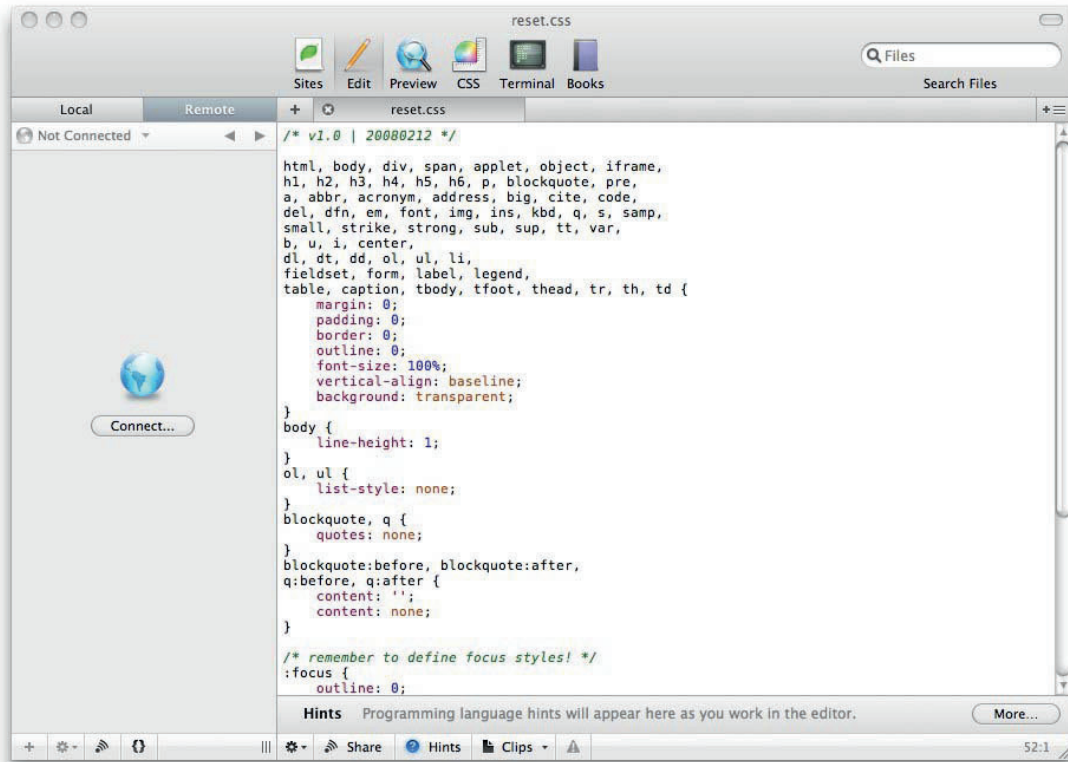 reset.css
Sites Edit Preview CSS Terminal Books
Files
Search Files
Local Remote
reset.css
Not Connected
Connect...
/* v1.0 | 20080212 */
html, body, div, span, applet, object, iframe,
h1, h2, h3, h4, h5, h6, p, blockquote, pre,
a, abbr, acronym, address, big, cite, code,
del, dfn, em, font, img, ins, kbd, q, s, samp,
small, strike, strong, sub, sup, tt, var,
b, u, i, center,
dl, dt, dd, ol, ul, li,
fieldset, form, label, legend,
table, caption, tbody, tfoot, thead, tr, th, td {
    margin: 0;
    padding: 0;
    border: 0;
    outline: 0;
    font-size: 100%;
    vertical-align: baseline;
    background: transparent;
}
body {
    line-height: 1;
}
ol, ul {
    list-style: none;
}
blockquote, q {
    quotes: none;
}
blockquote:before, blockquote:after,
q:before, q:after {
    content: '';
    content: none;
}
/* remember to define focus styles! */
:focus {
    outline: 0;
Hints Programming language hints will appear here as you work in the editor. More...
Share Hints Clips 52:1